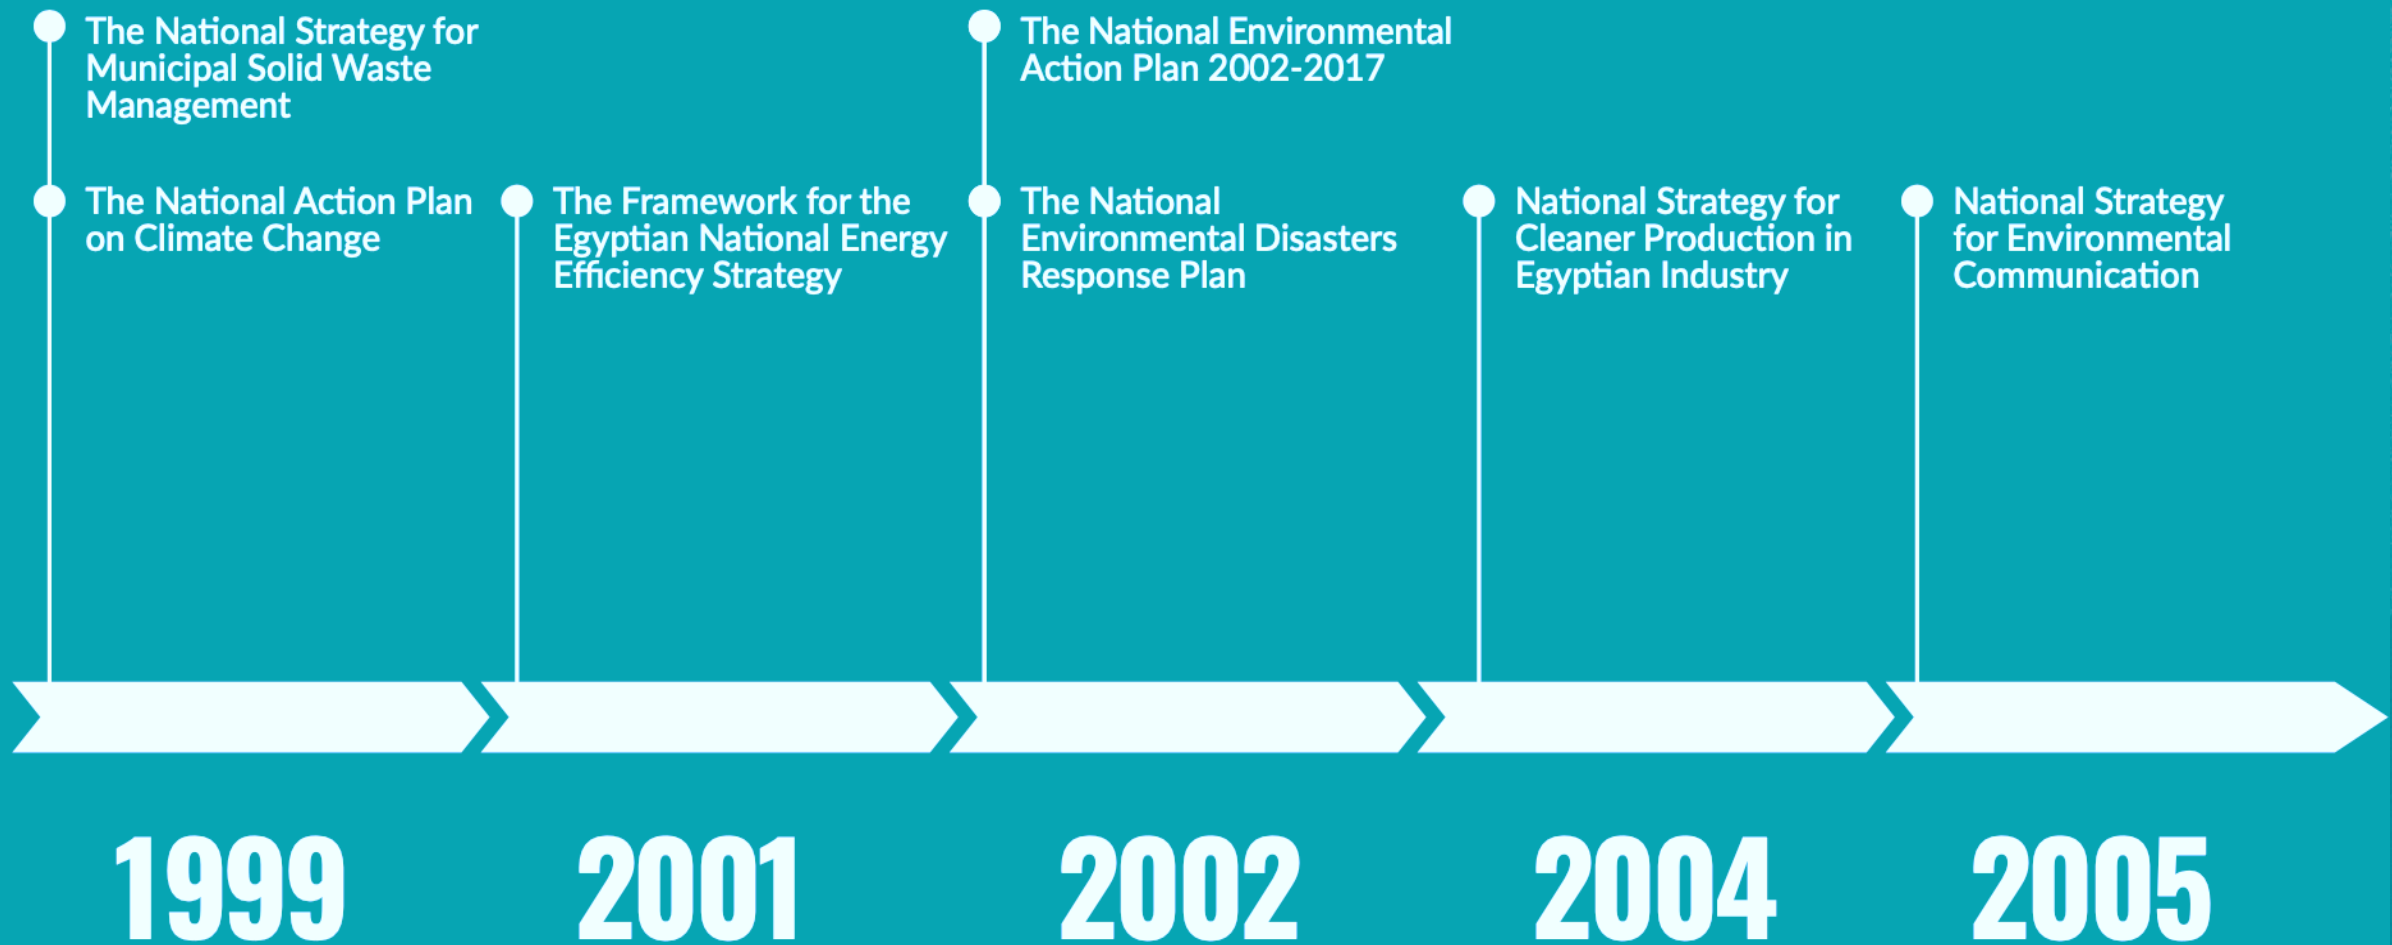 The National Strategy for
Municipal Solid Waste
Management
The National Action Plan
on Climate Change
The Framework for the
Egyptian National Energy
Efficiency Strategy
The National Environmental
Action Plan 2002-2017
The National
Environmental Disasters
Response Plan
National Strategy for
Cleaner Production in
Egyptian Industry
National Strategy
for Environmental
Communication
1999
2001
2002
2004
2005